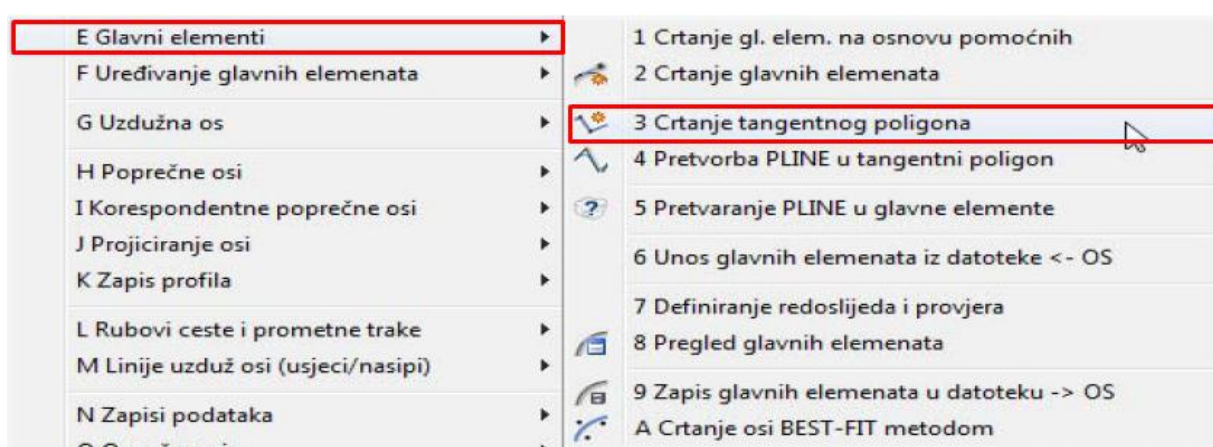 E Glavni elementi
F Uređivanje glavnih elemenata
G Uzdužna os
H Poprečne osi
I Korespondentne poprečne osi
J Projiciranje osi
K Zapis profila
L Rubovi ceste i prometne trake
M Linije uzduž osi (usjeci/nasipi)
N Zapisi podataka
1 Crtanje gl. elem. na osnovu pomoćnih
2 Crtanje glavnih elemenata
3 Crtanje tangentnog poligona
4 Pretvorba PLINE u tangentni poligon
5 Pretvaranje PLINE u glavne elemente
6 Unos glavnih elemenata iz datoteke <- OS
7 Definiranje redoslijeda i provjera
8 Pregled glavnih elemenata
9 Zapis glavnih elemenata u datoteku -> OS
A Crtanje osi BEST-FIT metodom